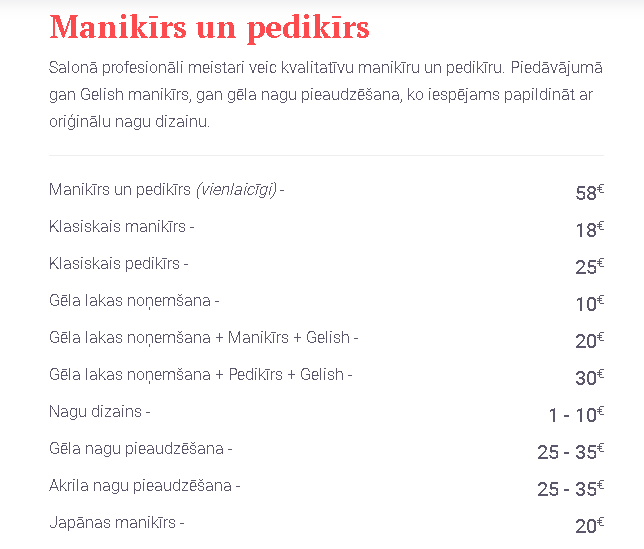 Manikīrs un pedikīrs
Salonā profesionāli meistari veic kvalitatīvu manikīru un pedikīru. Piedāvājumā
gan Gelish manikīrs, gan gēla nagu pieaudzēšana, ko iespējams papildināt ar
oriģinālu nagu dizainu.
Manikīrs un pedikīrs (vienlaicīgi) - 58€
Klasiskais manikīrs - 18€
Klasiskais pedikīrs - 25€
Gēla lakas noņemšana - 10€
Gēla lakas noņemšana + Manikīrs + Gelish - 20€
Gēla lakas noņemšana + Pedikīrs + Gelish - 30€
Nagu dizains - 1 - 10€
Gēla nagu pieaudzēšana - 25 - 35€
Akrila nagu pieaudzēšana - 25 - 35€
Japānas manikīrs - 20€